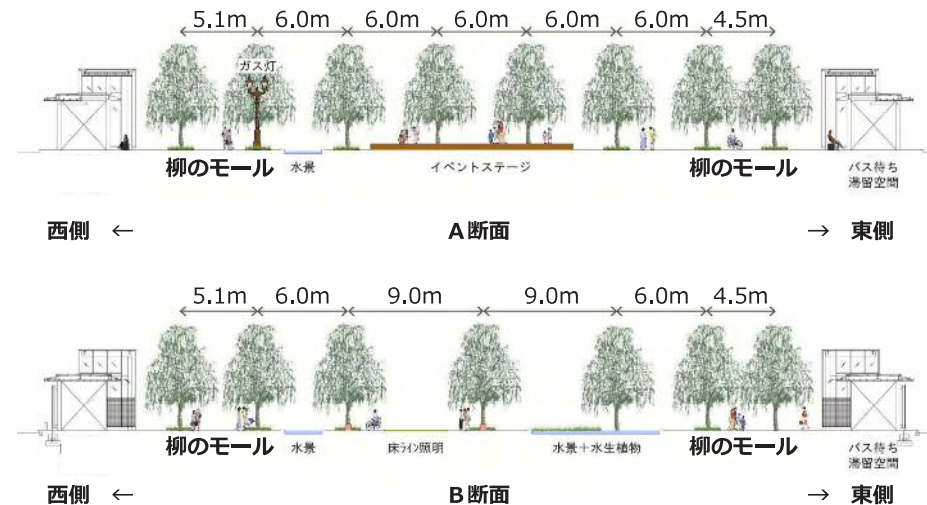 5.1m 6.0m 6.0m 6.0m 6.0m 6.0m 4.5m
ガス灯
柳のモール 水景 イベントステージ 柳のモール バス待ち
滞留空間
西側 ← A断面 → 東側
5.1m 6.0m 9.0m 9.0m 6.0m 4.5m
柳のモール 水景 床ライン照明 水景+水生植物 柳のモール バス待ち
滞留空間
西側 ← B断面 → 東側